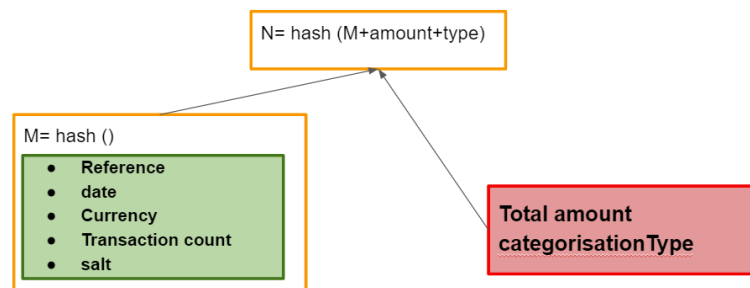 N= hash (M+amount+type)
M= hash ()
● Reference
● date
● Currency
● Transaction count
● salt
Total amount
categorisationType